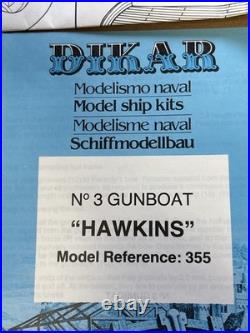 DIKAR
Modelismo naval
Model ship kits
Modelisme naval
Schiffmodellbau
Nº 3 GUNBOAT
“HAWKINS”
Model Reference: 355